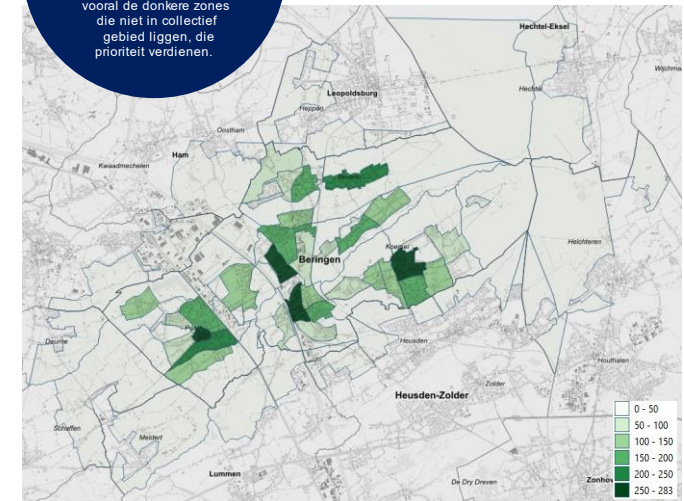 vooral de donkere zones
die niet in collectief
gebied liggen, die
prioriteit verdienen.
Hechtel-Eksel
Leopoldsburg
Hechtel
Heppen
Oostham
Ham
Kwaadmechelen
Beverlo
Koersel
Beringen
Helchteren
Paal
Deurne
Heusden
Houthalen
Zolder
Heusden-Zolder
Schaffen
Meldert
Lummen
De Dry Dreven
0 - 50
50 - 100
100 - 150
150 - 200
200 - 250
250 - 283